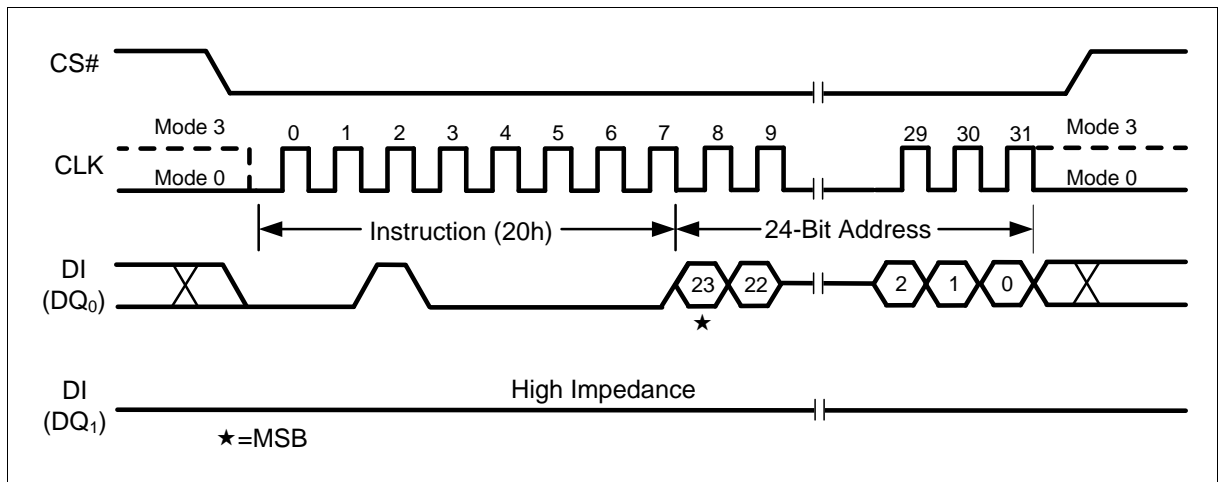 CS#
Mode 3
0 1 2 3 4 5 6 7 8 9 29 30 31
Mode 3
CLK
Mode 0
Mode 0
Instruction (20h)
24-Bit Address
DI
(DQ₀)
23 22 2 1 0
★
High Impedance
DI
(DQ₁)
★=MSB